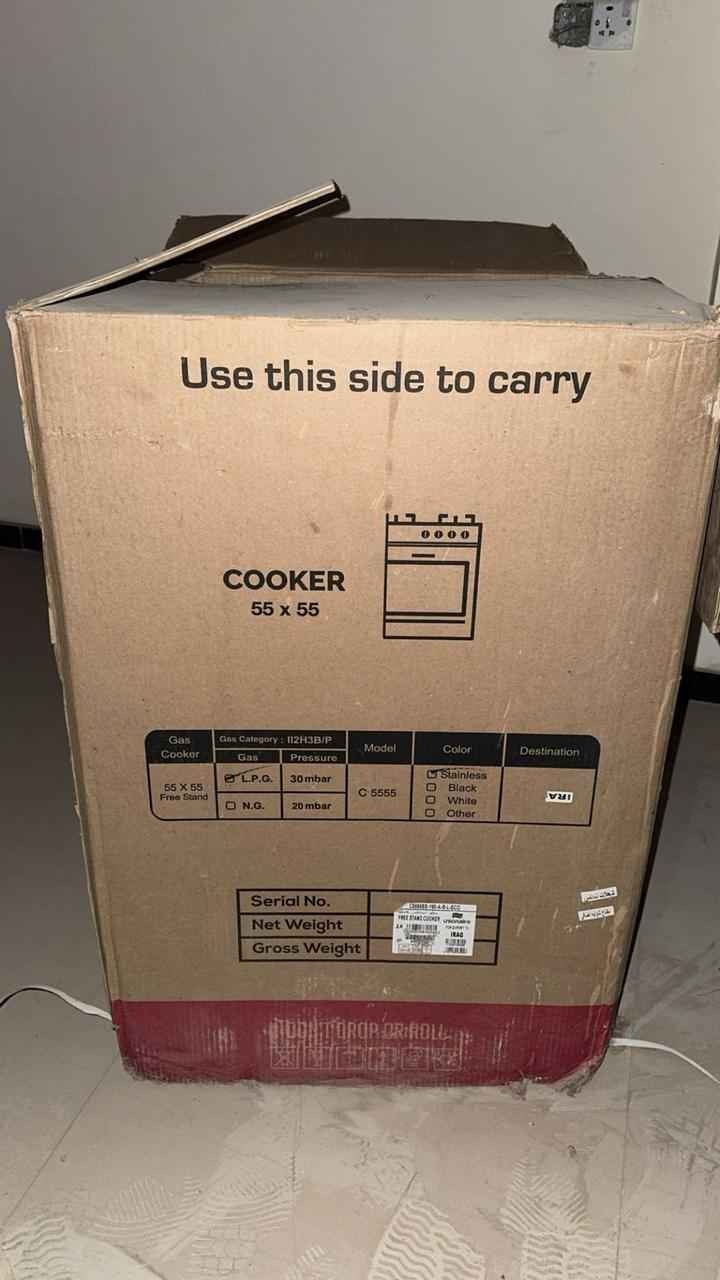 Use this side to carry
COOKER
55 x 55
Gas Cooker
Gas Category : II2H3B/P
Gas
Pressure
Model
Color
Destination
55 X 55
Free Stand
L.P.G.
30 mbar
N.G.
20 mbar
C 5555
Stainless
Black
White
Other
IRA
Serial No.
Net Weight
Gross Weight
FREE STAND COOKER
unionaire
IRAQ
DON'T DROP OR ROLL